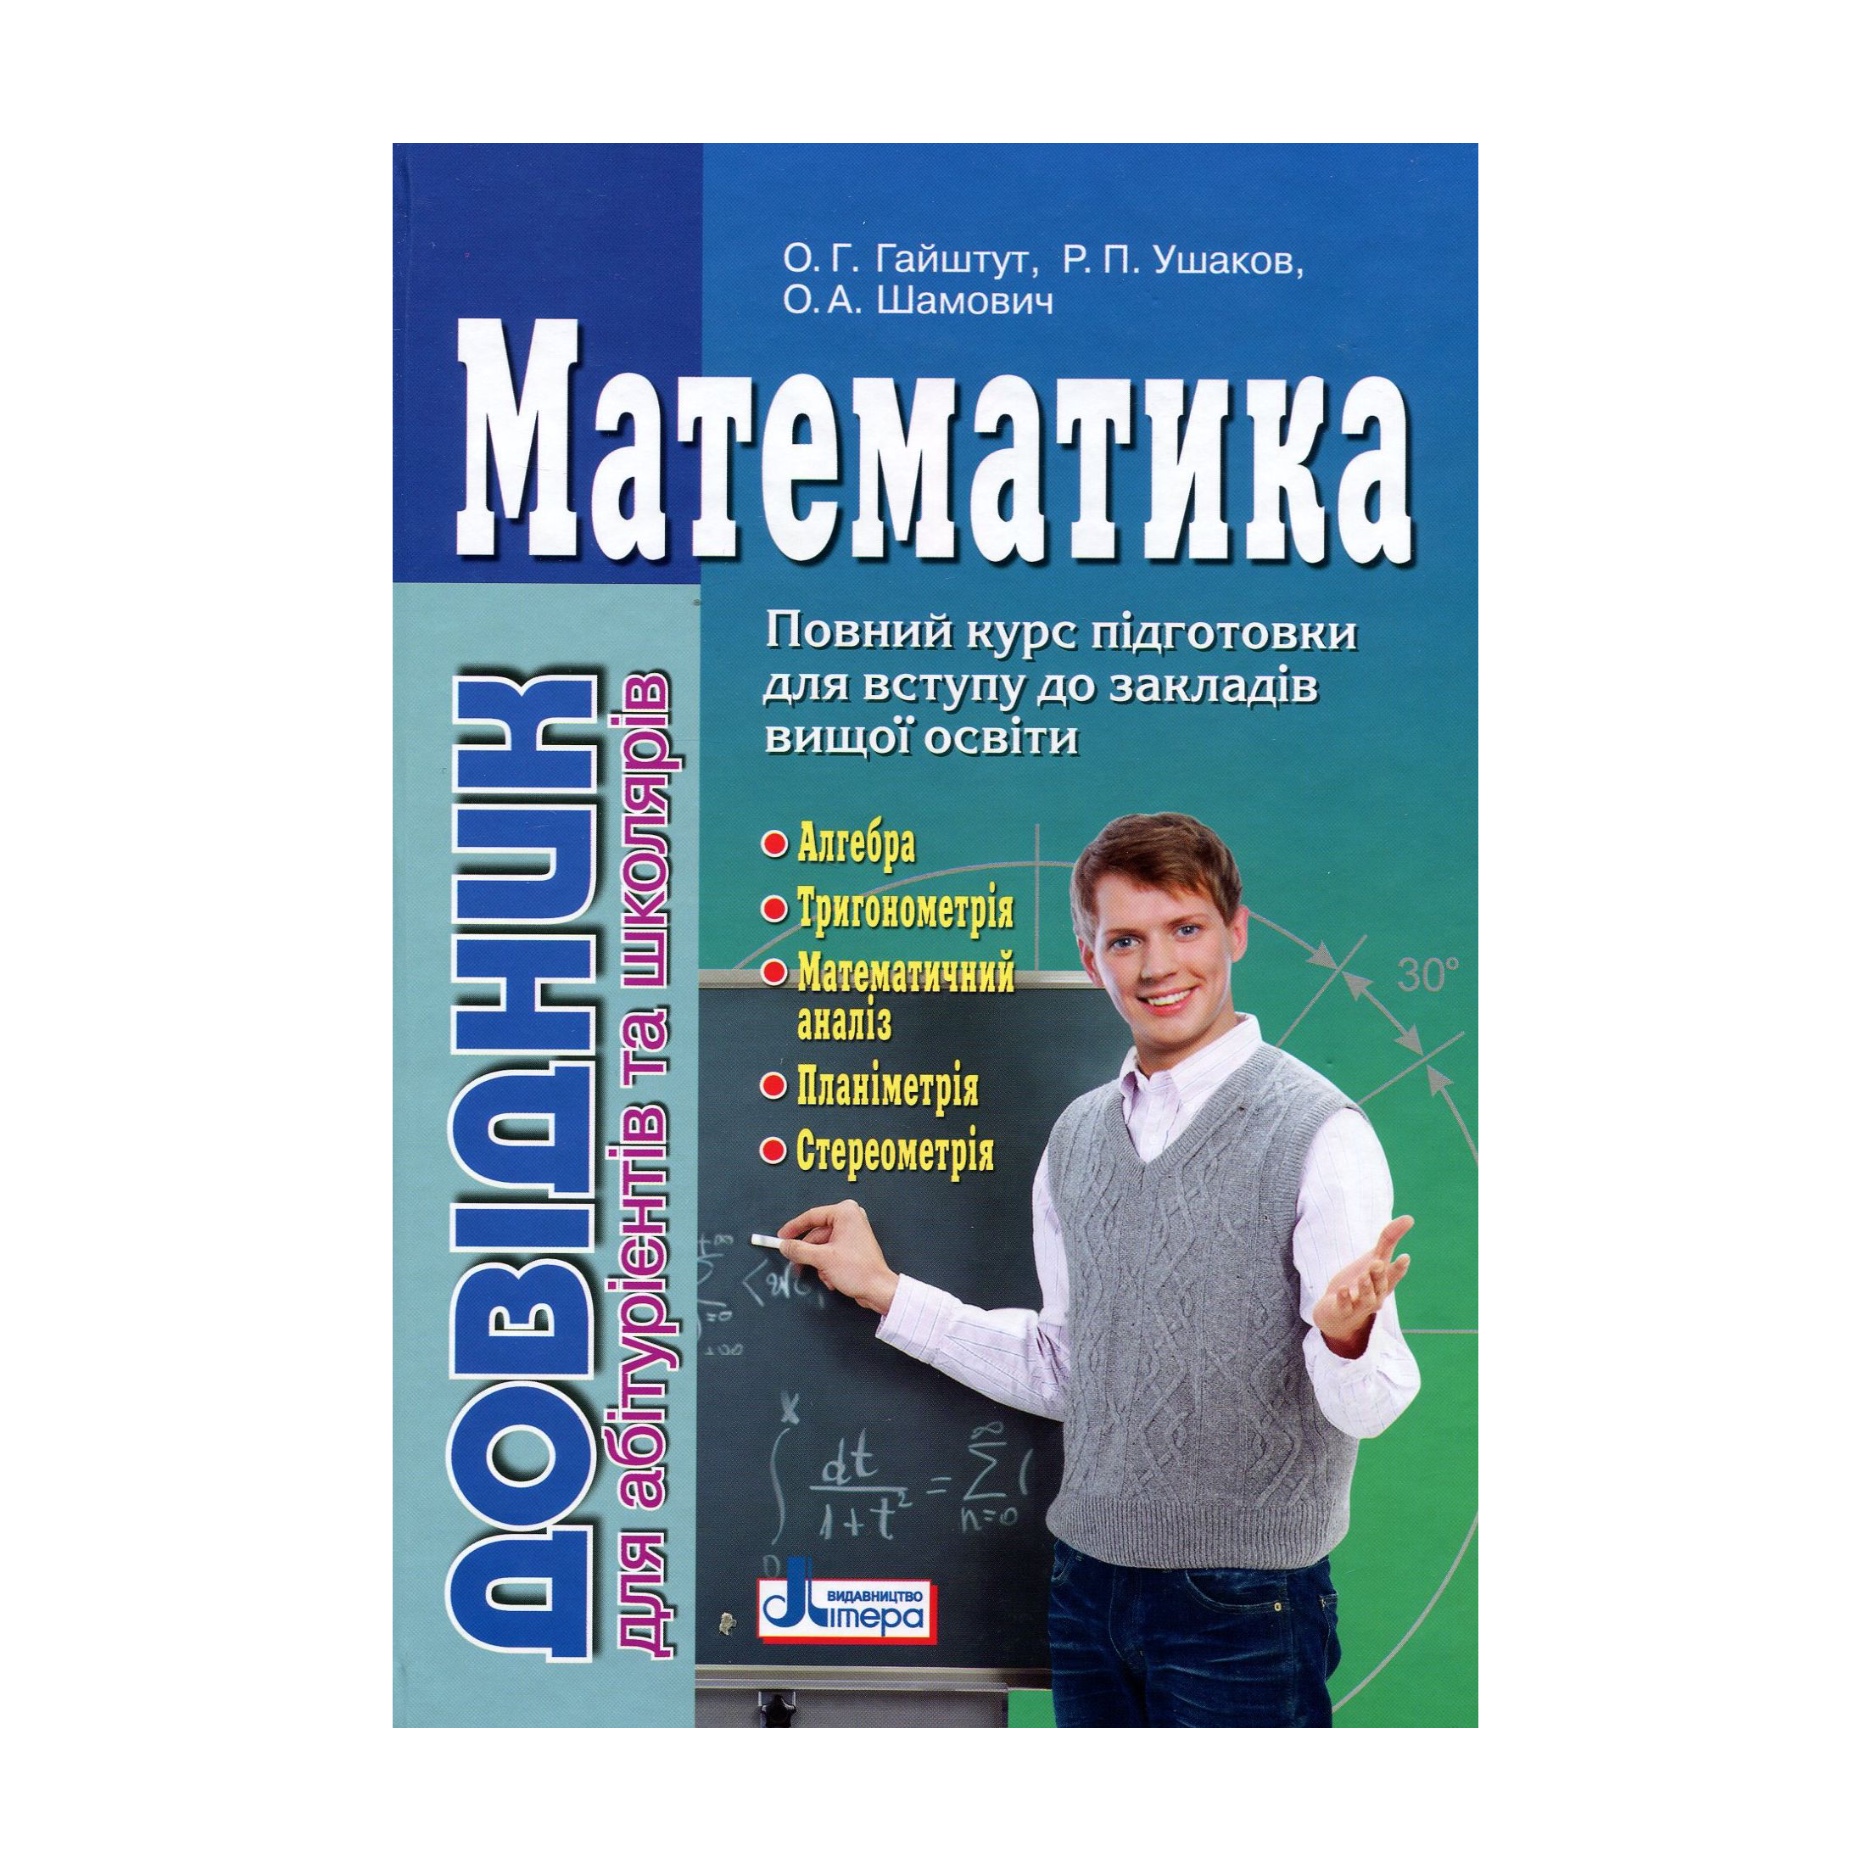 О. Г. Гайштут, Р. П. Ушаков,
О. А. Шамович
Математика
Повний курс підготовки
для вступу до закладів
вищої освіти
Алгебра
Тригонометрія
Математичний
аналіз
Планіметрія
Стереометрія
ДОВІДНИК
для абітурієнтів та школярів
30°
x
dt
1+t² = ∑ (
∞
n=0
0
ВИДАВНИЦТВО
Літера